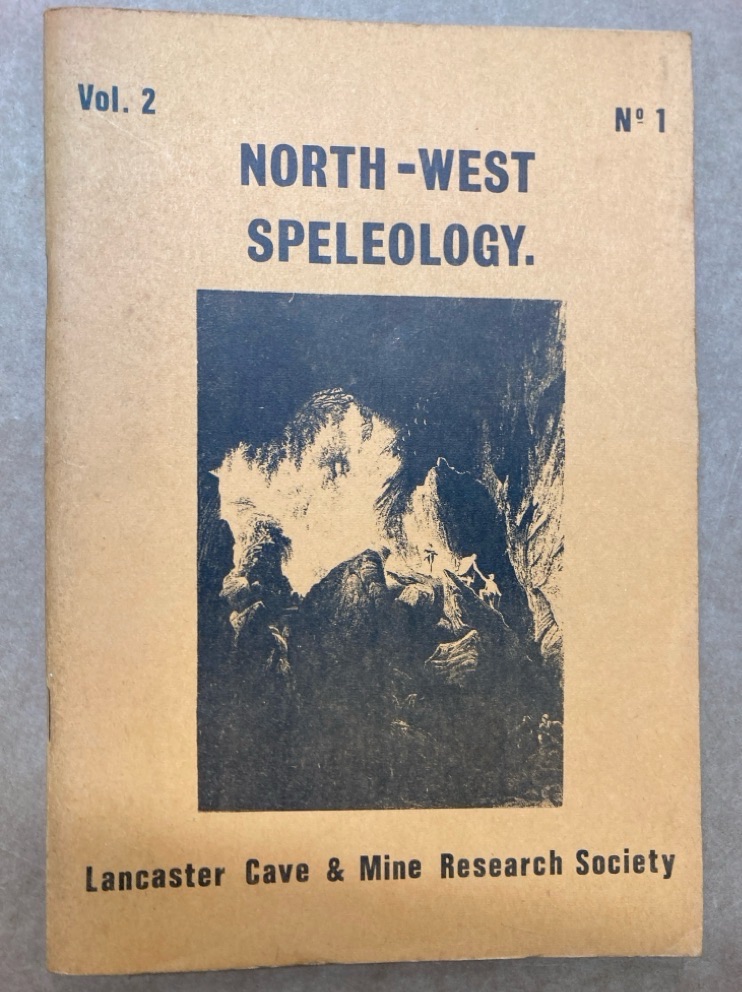 Vol. 2
Nº 1
NORTH-WEST
SPELEOLOGY.
Lancaster Cave & Mine Research Society